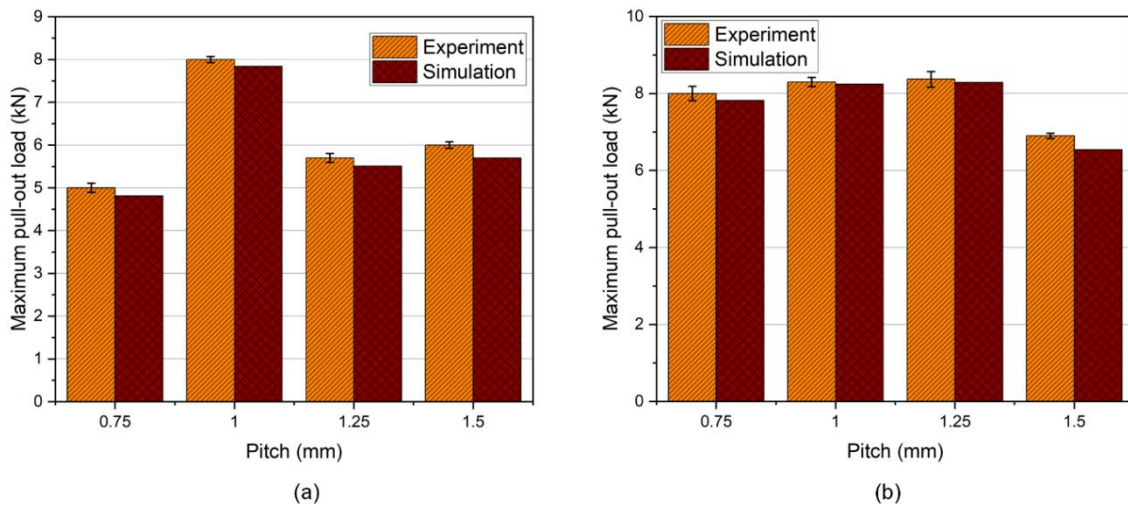 Experiment
Simulation
Maximum pull-out load (kN)
9
8
7
6
5
4
3
2
1
0
0.75 1 1.25 1.5
Pitch (mm)
(a)
Experiment
Simulation
Maximum pull-out load (kN)
10
8
6
4
2
0
0.75 1 1.25 1.5
Pitch (mm)
(b)